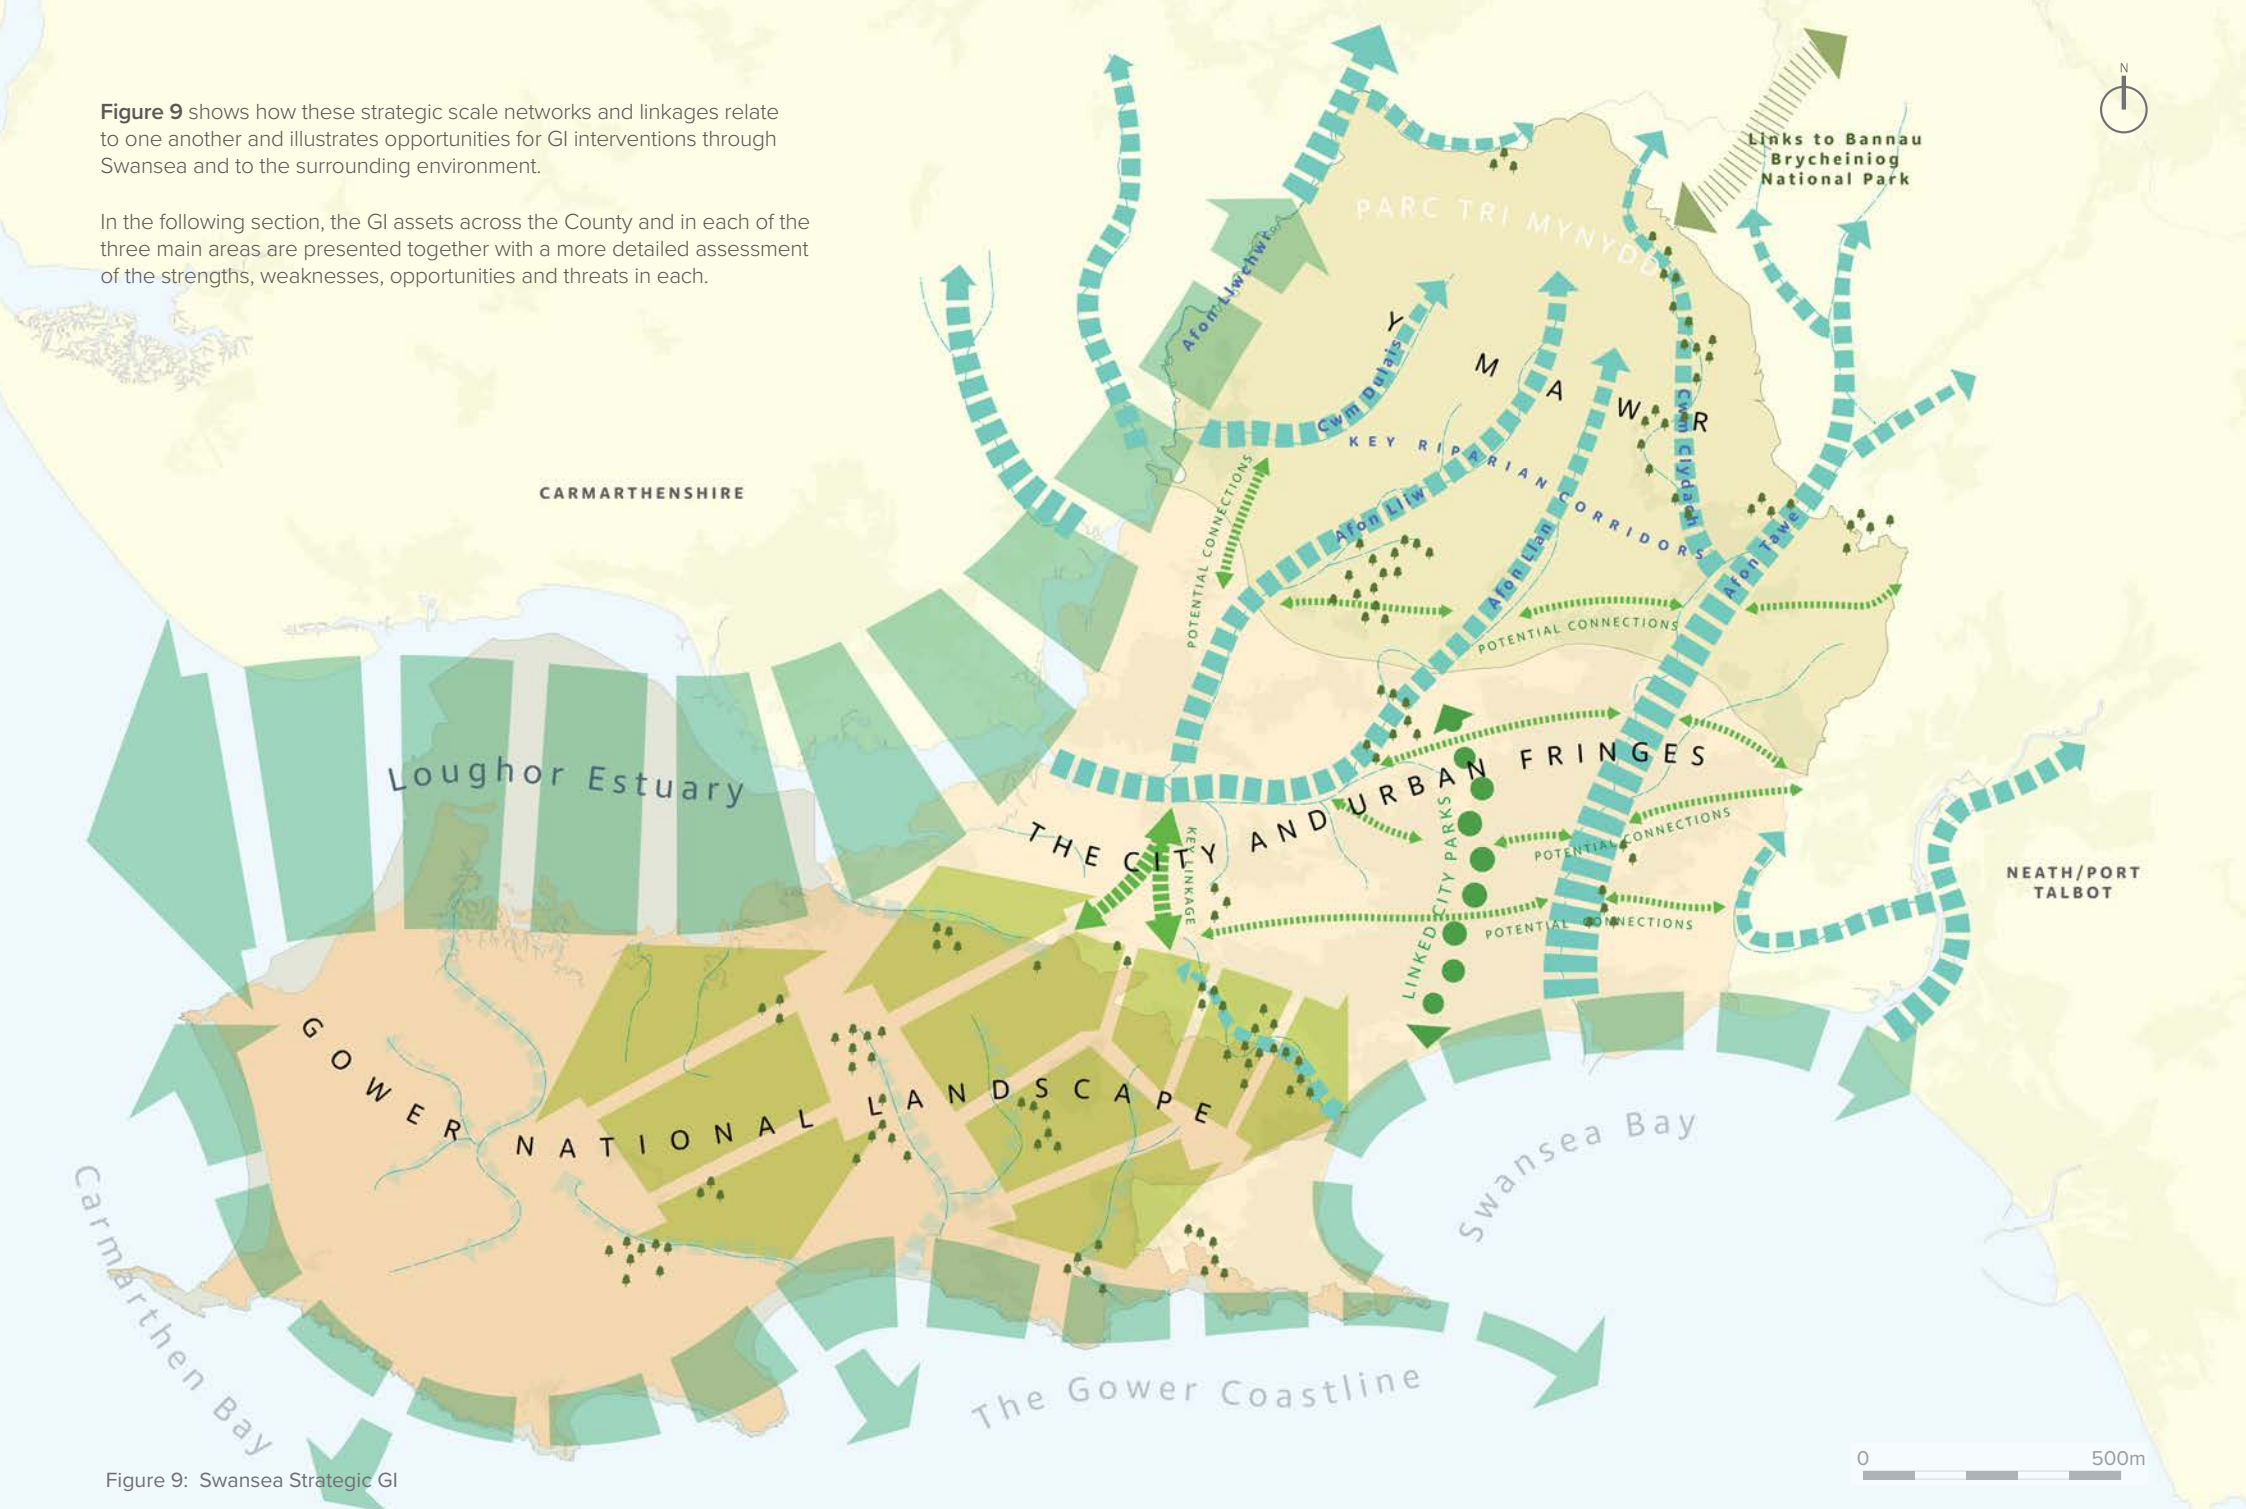 Figure 9 shows how these strategic scale networks and linkages relate
to one another and illustrates opportunities for GI interventions through
Swansea and to the surrounding environment.
In the following section, the GI assets across the County and in each of the
three main areas are presented together with a more detailed assessment
of the strengths, weaknesses, opportunities and threats in each.
N
Links to Bannau
Brycheiniog
National Park
PARC TRI MYNYDD
Afon Llwchwr
Y MAWR
Cwm Dulais
KEY RIPARIAN CORRIDORS
Cwm Clydach
CARMARTHENSHIRE
POTENTIAL CONNECTIONS
Afon Lliw
Afon Llan
Afon Tawe
POTENTIAL CONNECTIONS
Loughor Estuary
THE CITY AND URBAN FRINGES
KEY LINKAGE
LINKED CITY PARKS
POTENTIAL CONNECTIONS
POTENTIAL CONNECTIONS
NEATH/PORT
TALBOT
GOWER NATIONAL LANDSCAPE
Swansea Bay
Carmarthen Bay
The Gower Coastline
0 500m
Figure 9: Swansea Strategic GI